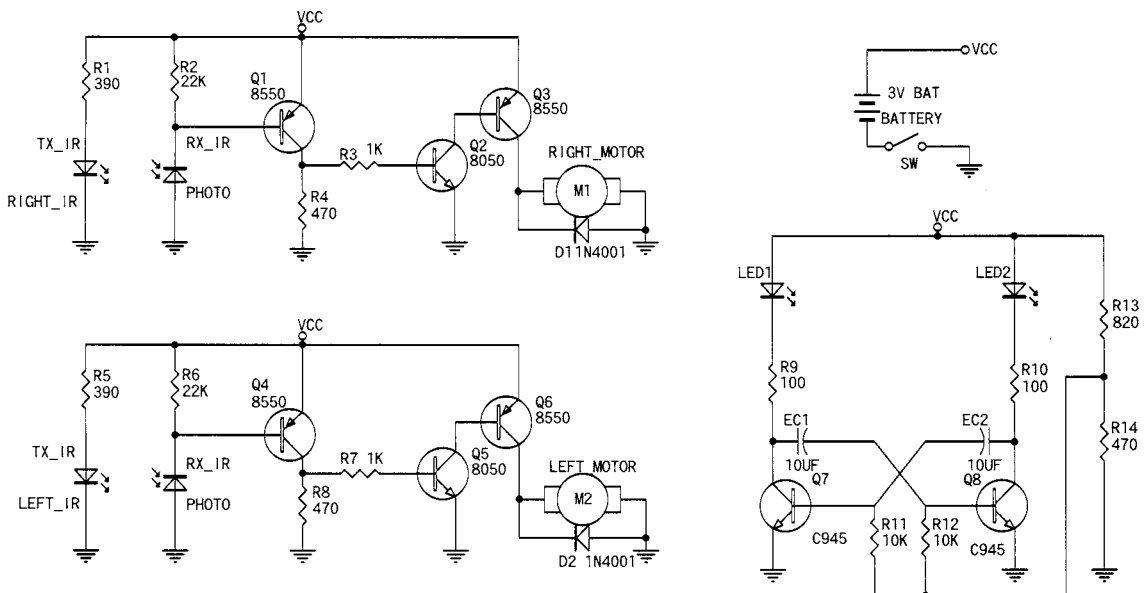 VCC
R1
390
R2
22K
Q1
8550
Q3
8550
TX_IR
RX_IR
R3 1K
Q2
8050
RIGHT_MOTOR
M1
RIGHT_IR
PHOTO
R4
470
D11N4001
VCC
3V BAT
BATTERY
SW
VCC
R5
390
R6
22K
Q4
8550
Q6
8550
TX_IR
RX_IR
R7 1K
Q5
8050
LEFT_MOTOR
M2
LEFT_IR
PHOTO
R8
470
D2 1N4001
VCC
LED1
LED2
R13
820
R9
100
R10
100
EC1
10UF
EC2
10UF
R14
470
Q7
Q8
C945
R11
10K
R12
10K
C945